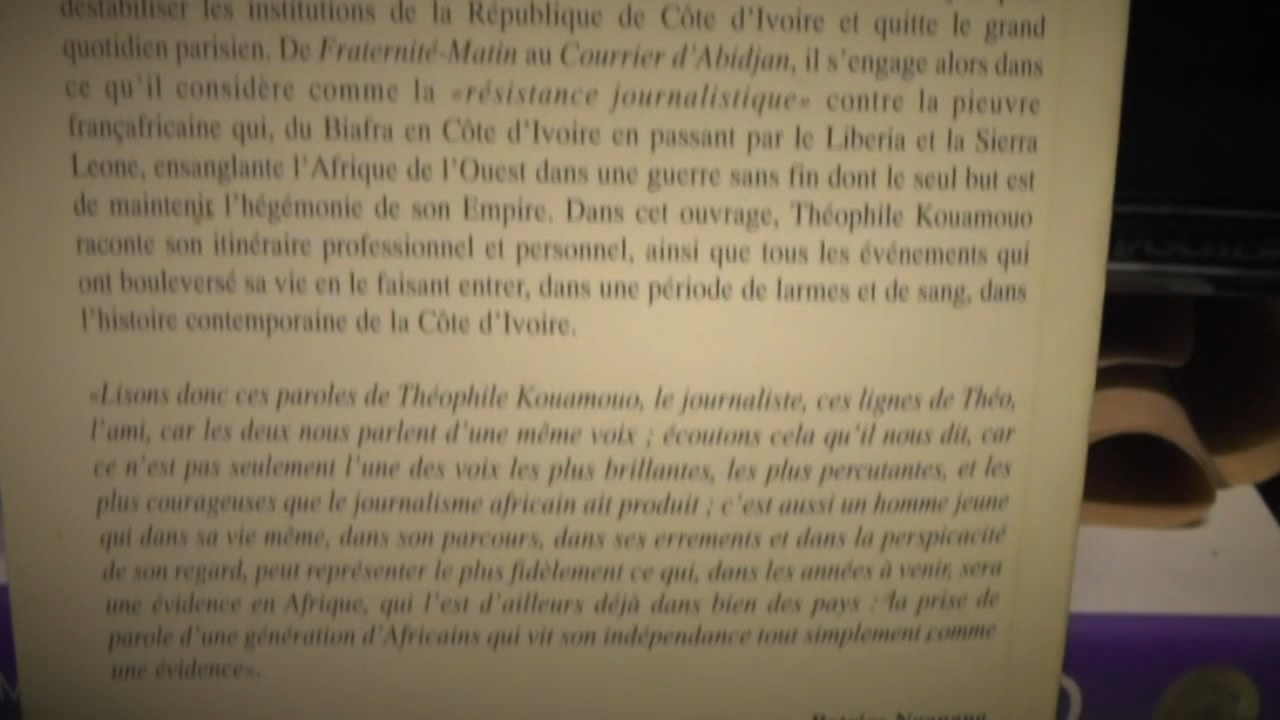 déstabiliser les institutions de la République de Côte d'Ivoire et quitte le grand
quotidien parisien. De Fraternité-Matin au Courrier d'Abidjan, il s'engage alors dans
ce qu'il considère comme la «résistance journalistique» contre la pieuvre
françafricaine qui, du Biafra en Côte d'Ivoire en passant par le Liberia et la Sierra
Leone, ensanglante l'Afrique de l'Ouest dans une guerre sans fin dont le seul but est
de maintenir l'hégémonie de son Empire. Dans cet ouvrage, Théophile Kouamouo
raconte son itinéraire professionnel et personnel, ainsi que tous les événements qui
ont bouleversé sa vie en le faisant entrer, dans une période de larmes et de sang, dans
l'histoire contemporaine de la Côte d'Ivoire.
«Lisons donc ces paroles de Théophile Kouamouo, le journaliste, ces lignes de Théo,
l'ami, car les deux nous parlent d'une même voix ; écoutons cela qu'il nous dit, car
ce n'est pas seulement l'une des voix les plus brillantes, les plus percutantes, et les
plus courageuses que le journalisme africain ait produit ; c'est aussi un homme jeune
qui dans sa vie même, dans son parcours, dans ses errements et dans la perspicacité
de son regard, peut représenter le plus fidèlement ce qui, dans les années à venir, sera
une évidence en Afrique, qui l'est d'ailleurs déjà dans bien des pays : la prise de
parole d'une génération d'Africains qui vit son indépendance tout simplement comme
une évidence».